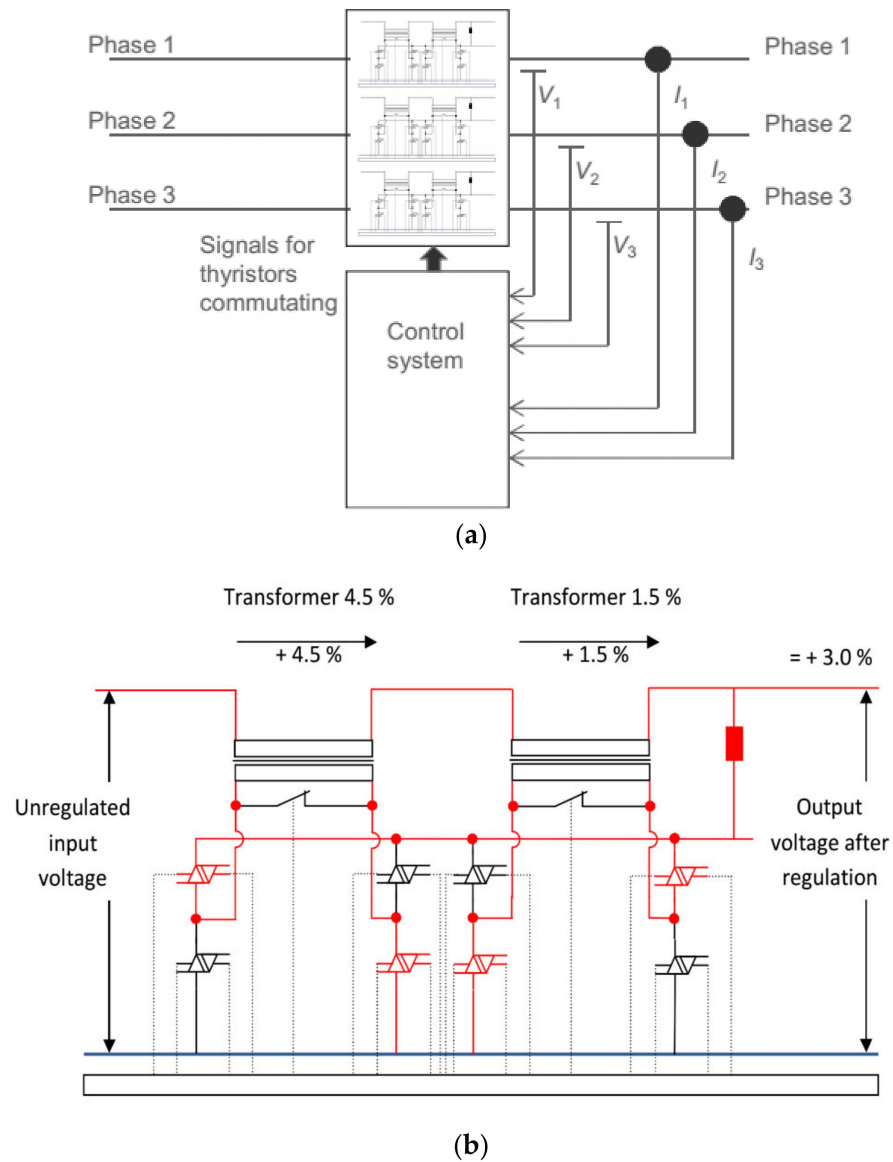 Phase 1
Phase 1
V1
I1
Phase 2
Phase 2
V2
I2
Phase 3
Phase 3
Signals for
thyristors
commutating
V3
I3
Control
system
(a)
Transformer 4.5 %
Transformer 1.5 %
+ 4.5 %
+ 1.5 %
= + 3.0 %
Unregulated
input
voltage
Output
voltage after
regulation
(b)